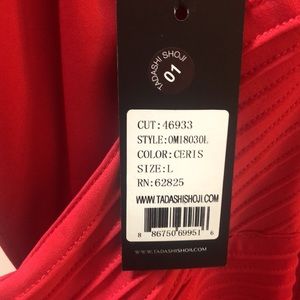 TADASHI SHOJI
01
CUT:46933
STYLE:OMI8030L
COLOR:CERIS
SIZE:L
RN:62825
WWW.TADASHISHOJI.COM
8 86750 69951 6
WWW.TADASHISHOJI.COM